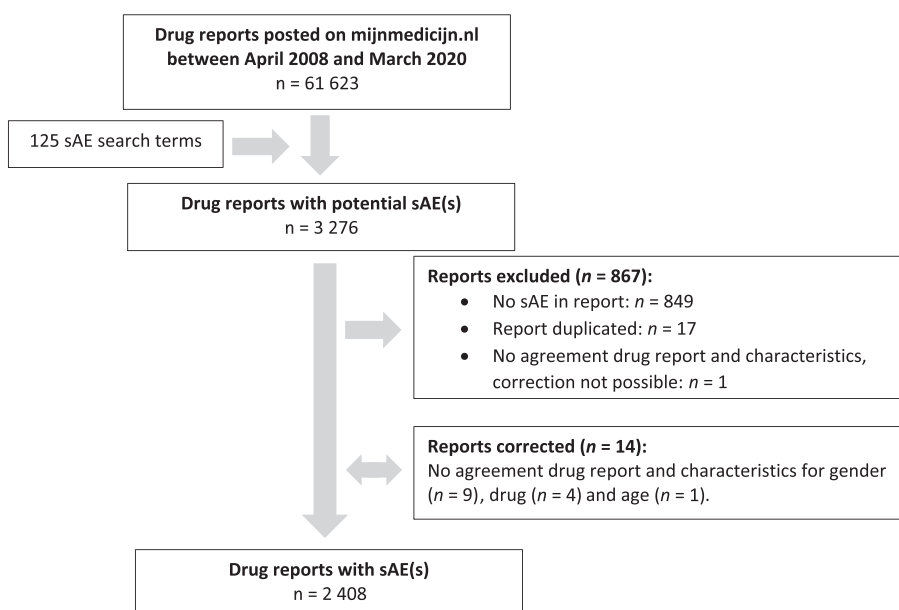 Drug reports posted on mijnmedicijn.nl
between April 2008 and March 2020
n = 61 623
125 sAE search terms
Drug reports with potential sAE(s)
n = 3 276
Reports excluded (n = 867):
• No sAE in report: n = 849
• Report duplicated: n = 17
• No agreement drug report and characteristics,
correction not possible: n = 1
Reports corrected (n = 14):
No agreement drug report and characteristics for gender
(n = 9), drug (n = 4) and age (n = 1).
Drug reports with sAE(s)
n = 2 408